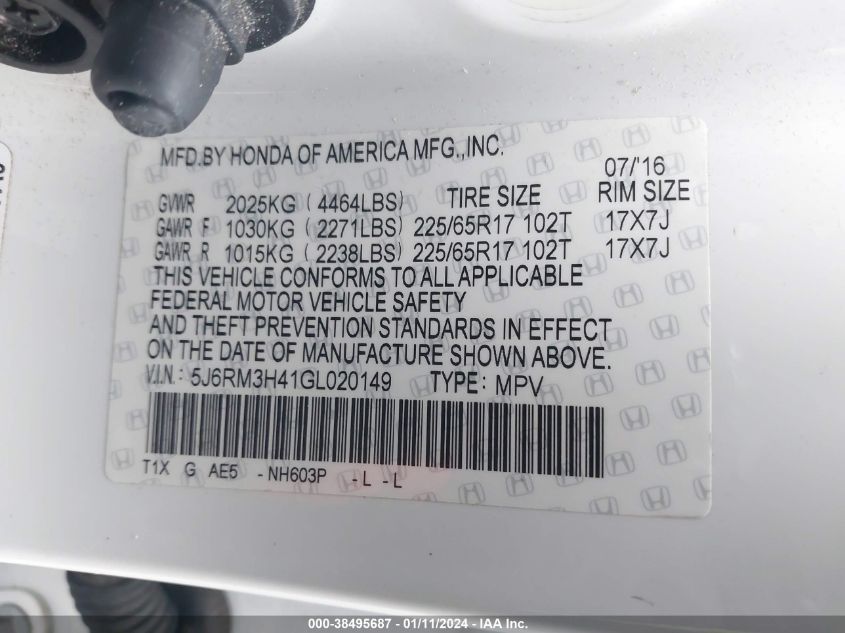 MFD.BY HONDA OF AMERICA MFG.,INC.
07/'16
GVWR 2025KG ( 4464LBS) TIRE SIZE RIM SIZE
GAWR F 1030KG ( 2271LBS) 225/65R17 102T 17X7J
GAWR R 1015KG ( 2238LBS) 225/65R17 102T 17X7J
THIS VEHICLE CONFORMS TO ALL APPLICABLE
FEDERAL MOTOR VEHICLE SAFETY
AND THEFT PREVENTION STANDARDS IN EFFECT
ON THE DATE OF MANUFACTURE SHOWN ABOVE.
V.I.N.: 5J6RM3H41GL020149 TYPE: MPV
T1X G AE5 -NH603P -L -L
000-38495687 - 01/11/2024 - IAA Inc.